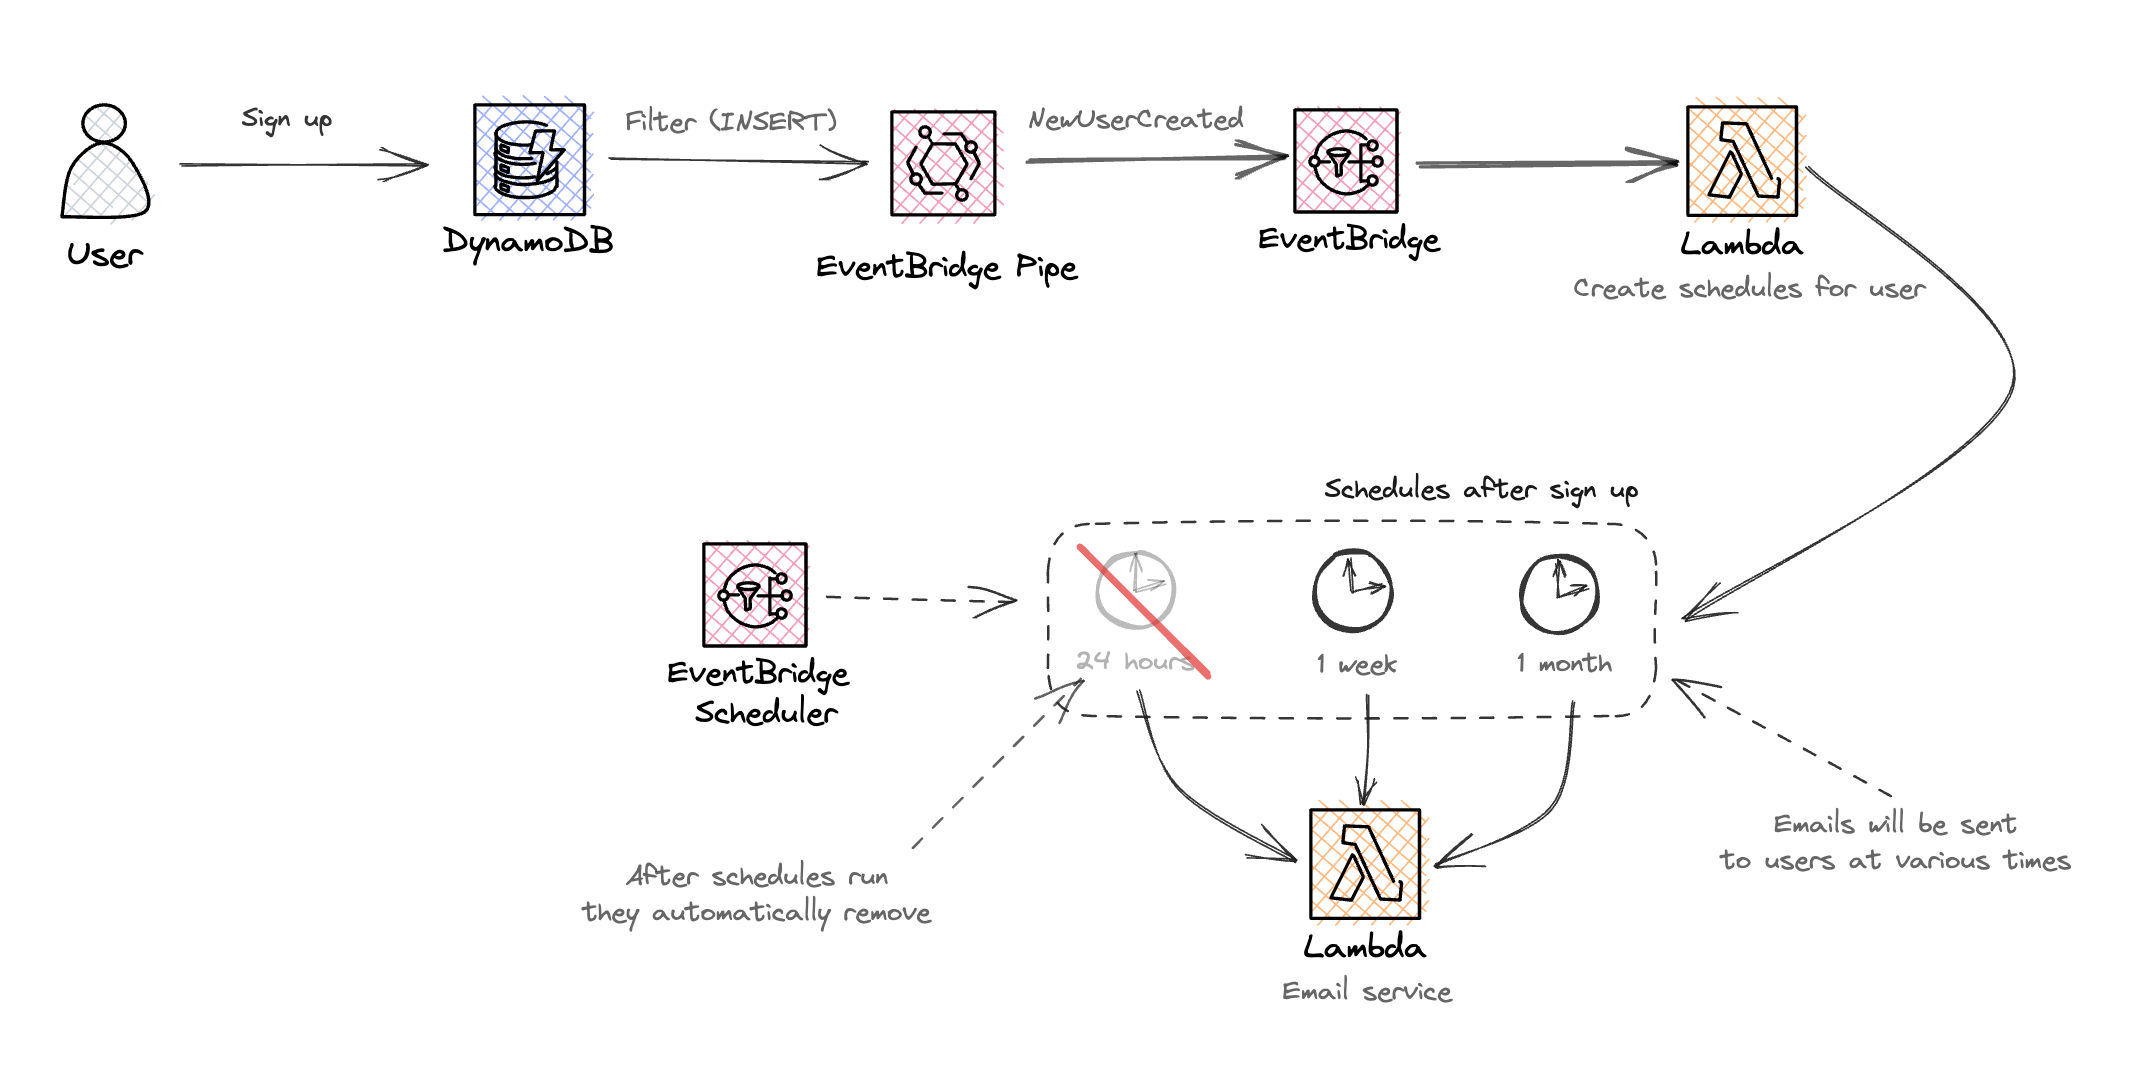 Sign up
Filter (INSERT)
NewUserCreated
User
DynamoDB
EventBridge Pipe
EventBridge
Lambda
Create schedules for user
Schedules after sign up
24 hours
1 week
1 month
EventBridge
Scheduler
After schedules run
they automatically remove
Emails will be sent
to users at various times
Lambda
Email service